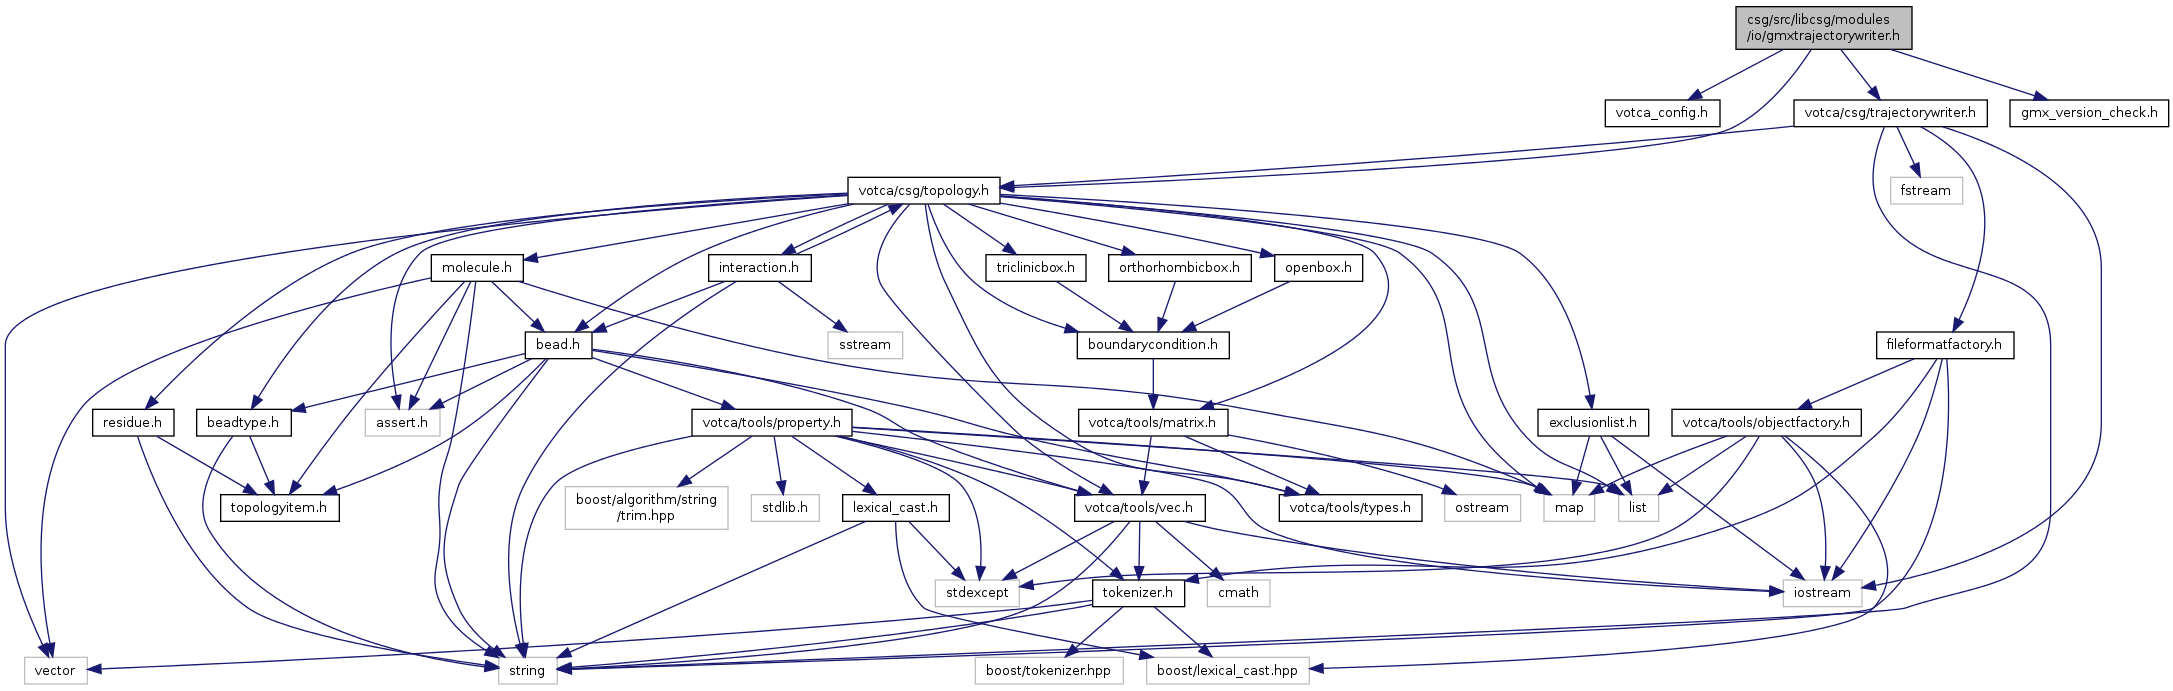 csg/src/libcsg/modules
/io/gmxtrajectorywriter.h
votca_config.h
votca/csg/trajectorywriter.h
gmx_version_check.h
votca/csg/topology.h
fstream
molecule.h
interaction.h
triclinicbox.h
orthorhombicbox.h
openbox.h
bead.h
sstream
boundarycondition.h
fileformatfactory.h
residue.h
beadtype.h
assert.h
votca/tools/property.h
votca/tools/matrix.h
exclusionlist.h
votca/tools/objectfactory.h
topologyitem.h
boost/algorithm/string
/trim.hpp
stdlib.h
lexical_cast.h
votca/tools/vec.h
votca/tools/types.h
ostream
map
list
stdexcept
tokenizer.h
cmath
iostream
vector
string
boost/tokenizer.hpp
boost/lexical_cast.hpp